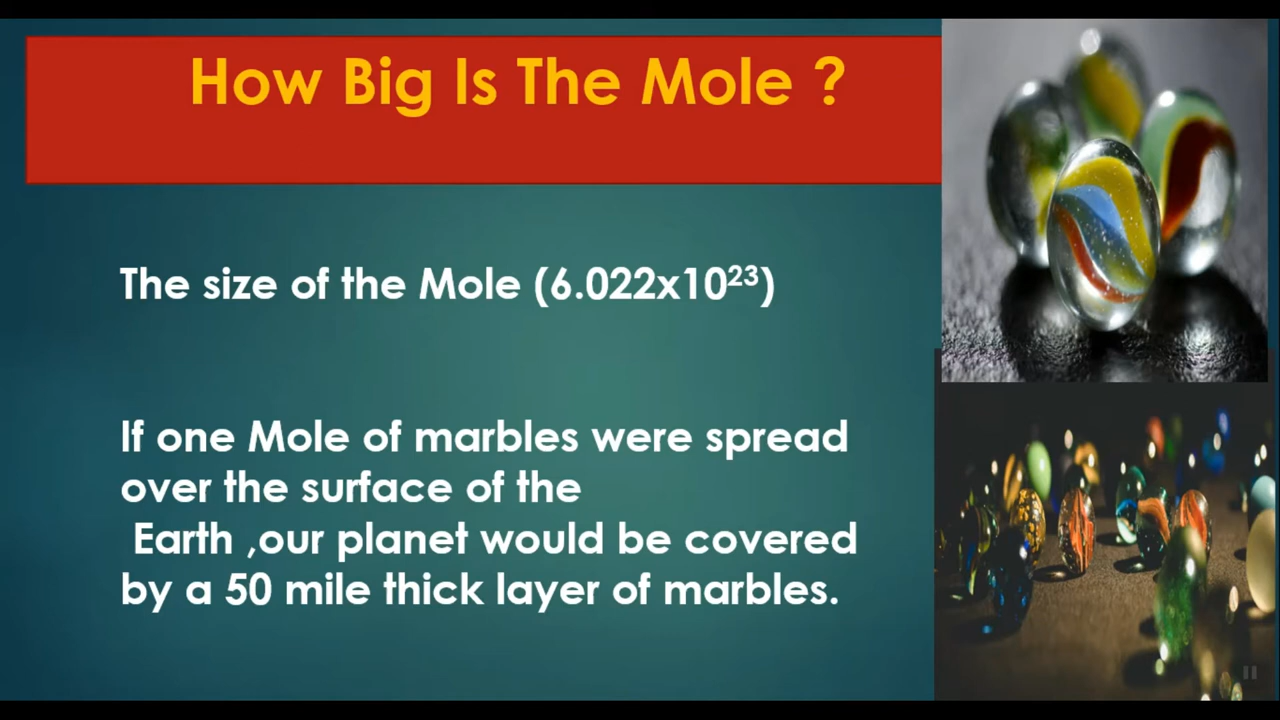 How Big Is The Mole ?
The size of the Mole (6.022x10²³)
If one Mole of marbles were spread
over the surface of the
Earth ,our planet would be covered
by a 50 mile thick layer of marbles.